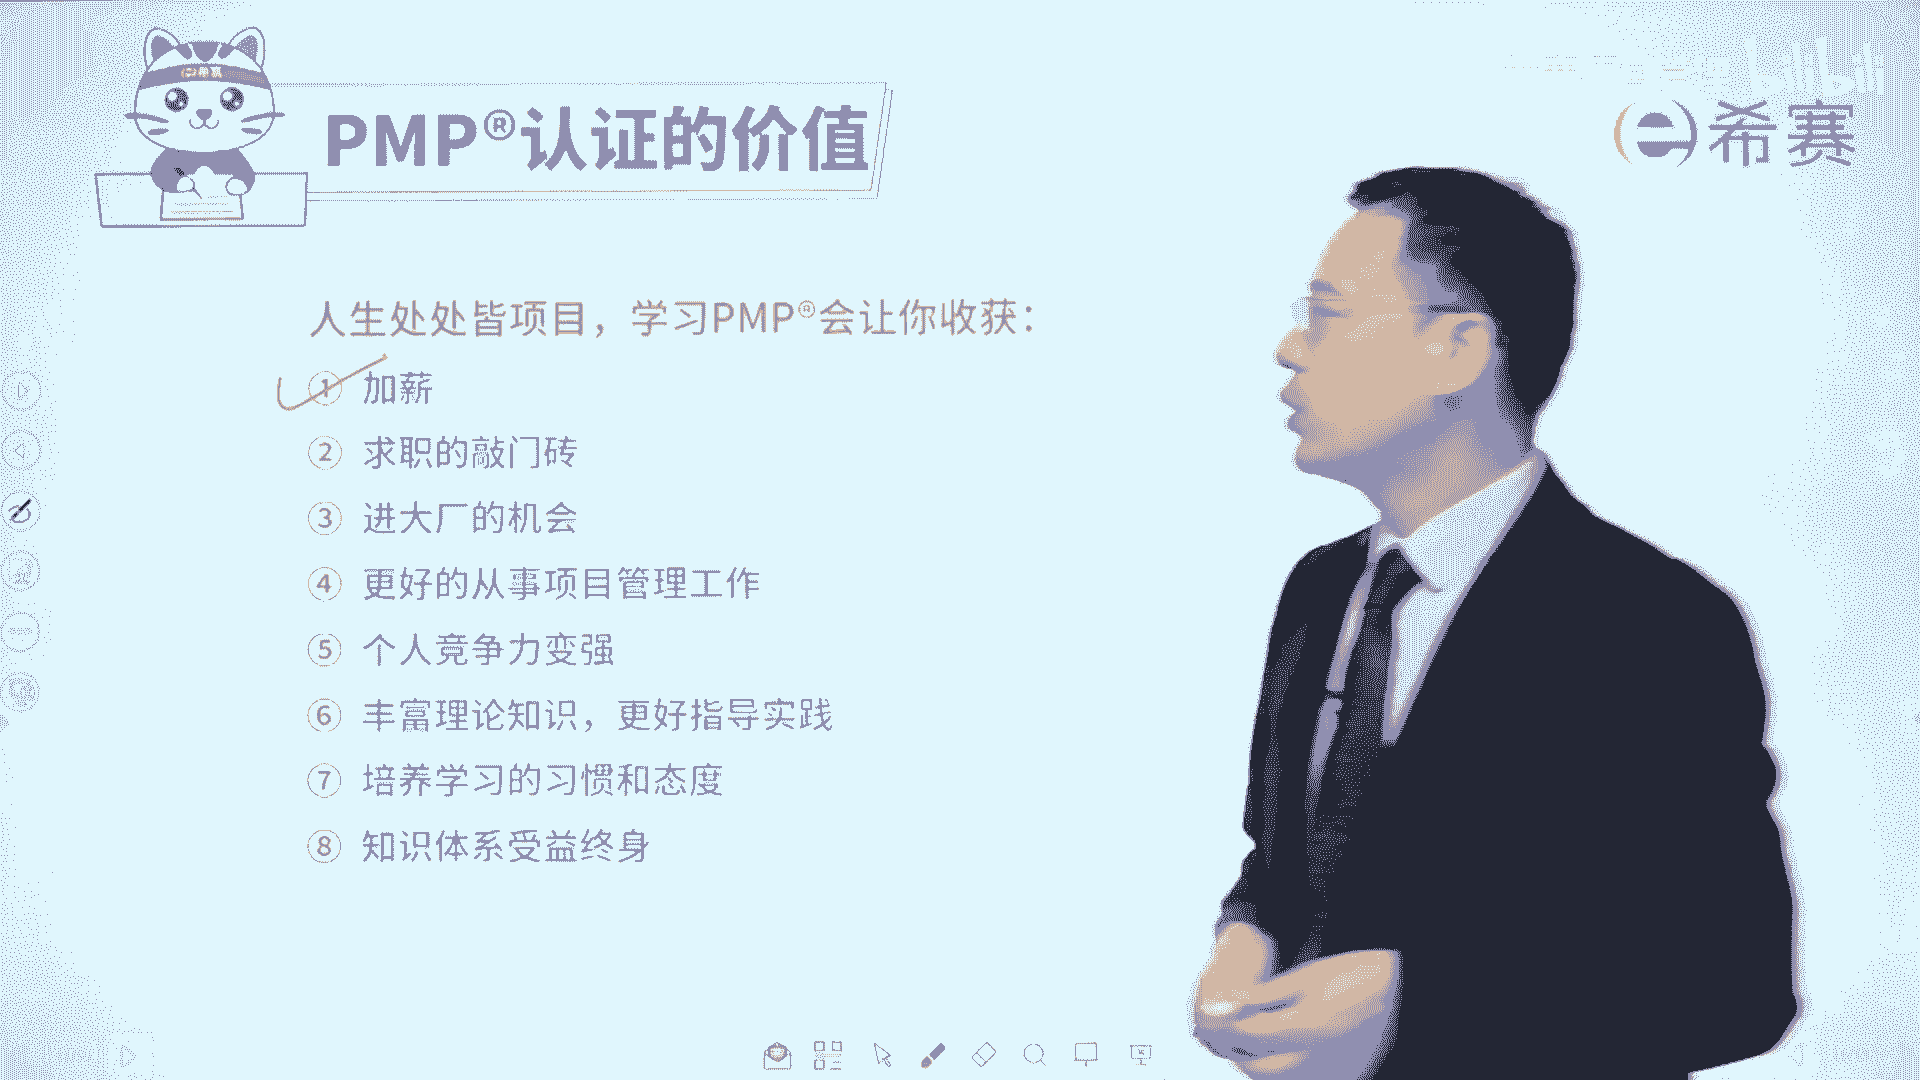 希赛
PMP®认证的价值
希赛
人生处处皆项目，学习PMP®会让你收获：
① 加薪
② 求职的敲门砖
③ 进大厂的机会
④ 更好的从事项目管理工作
⑤ 个人竞争力变强
⑥ 丰富理论知识，更好指导实践
⑦ 培养学习的习惯和态度
⑧ 知识体系受益终身